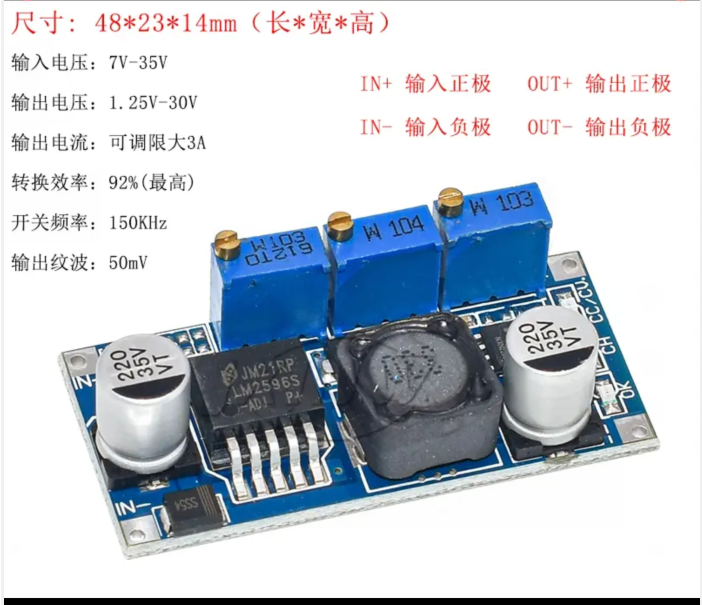 尺寸: 48*23*14mm（长*宽*高）
输入电压：7V-35V
输出电压：1.25V-30V
输出电流：可调限大3A
转换效率：92%(最高)
开关频率：150KHz
输出纹波：50mV
IN+ 输入正极 OUT+ 输出正极
IN- 输入负极 OUT- 输出负极
W 103
W 104
W103
612TO
CC/CV.
CH
OK
220
35V
VT
220
35V
VT
IN-
JM21RP
LM2596S
-ADJ P+
SS54
IN-